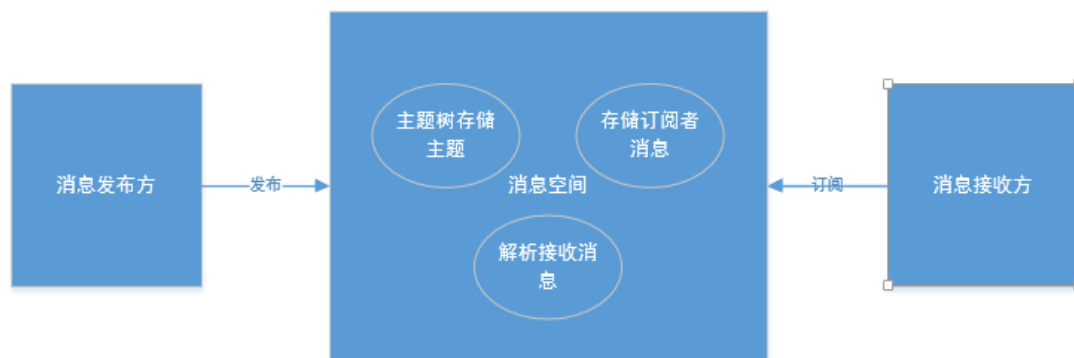 消息发布方
发布
主题树存储
主题
存储订阅者
消息
消息空间
解析接收消
息
订阅
消息接收方